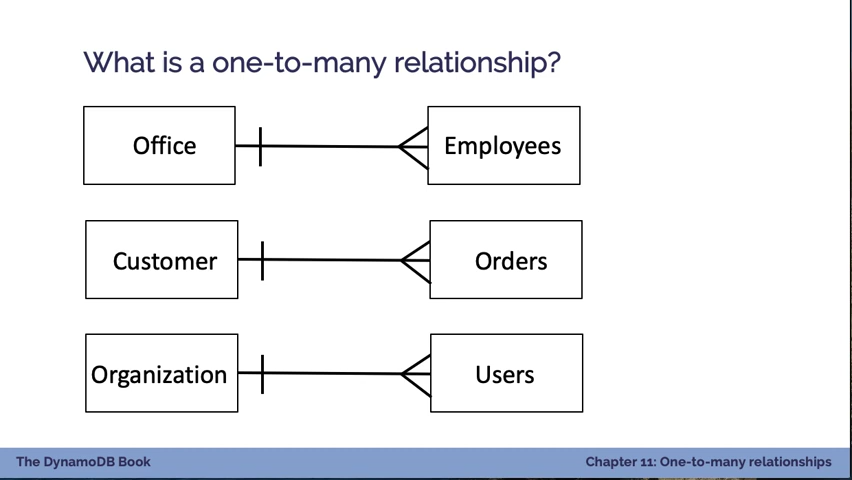 What is a one-to-many relationship?
Office
Employees
Customer
Orders
Organization
Users
The DynamoDB Book
Chapter 11: One-to-many relationships